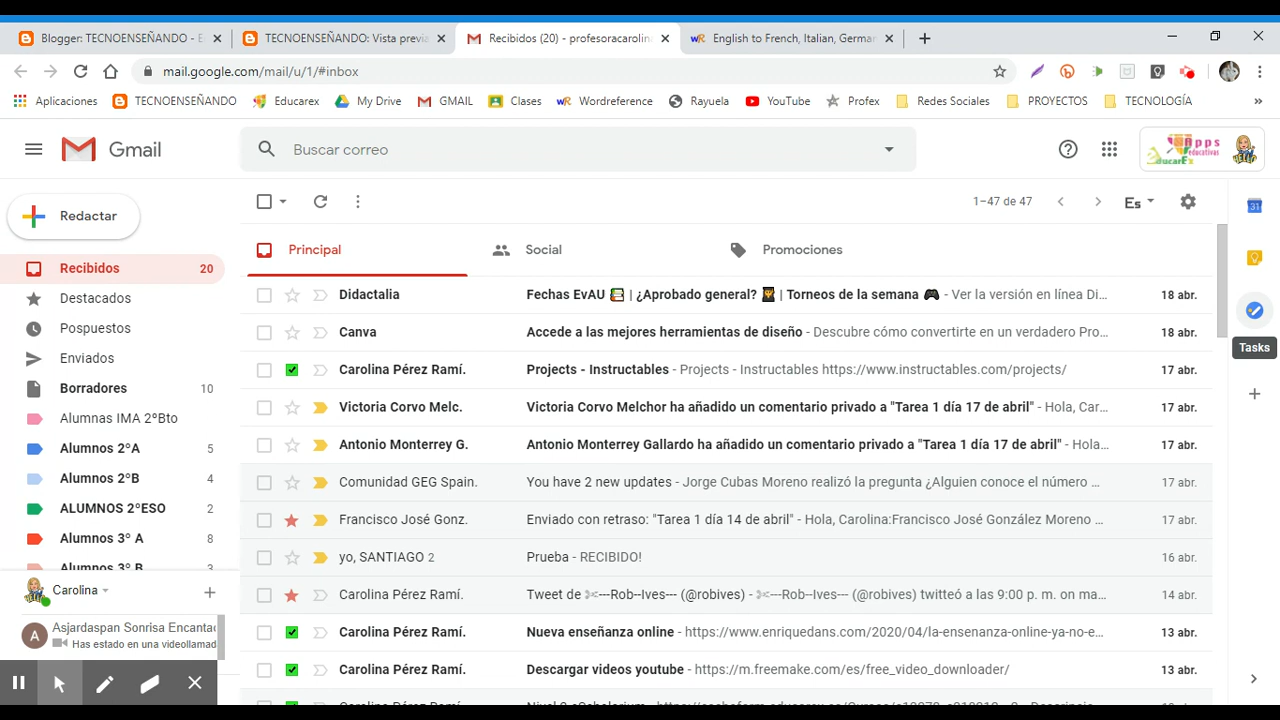 Blogger: TECNOENSEÑANDO - E
TECNOENSEÑANDO: Vista previa
Recibidos (20) - profesoracarolina
English to French, Italian, German
mail.google.com/mail/u/1/#inbox
Aplicaciones
TECNOENSEÑANDO
Educarex
My Drive
GMAIL
Clases
Wordreference
Rayuela
YouTube
Profex
Redes Sociales
PROYECTOS
TECNOLOGÍA
Gmail
Buscar correo
Apps
educativas
Redactar
1–47 de 47
Es
Principal
Social
Promociones
Recibidos 20
Destacados
Pospuestos
Enviados
Borradores 10
Alumnas IMA 2ºBto
Alumnos 2ºA 5
Alumnos 2ºB 4
ALUMNOS 2ºESO 2
Alumnos 3º A 8
Alumnos 3º B
Carolina
Asjardaspan Sonrisa Encantad
Has estado en una videollamad
Didactalia Fechas EvAU 📚 | ¿Aprobado general? 👩‍🎓 | Torneos de la semana 🎮 - Ver la versión en línea Di... 18 abr.
Canva Accede a las mejores herramientas de diseño - Descubre cómo convertirte en un verdadero Pro... 18 abr.
Carolina Pérez Ramí. Projects - Instructables - Projects - Instructables https://www.instructables.com/projects/ 17 abr.
Victoria Corvo Melc. Victoria Corvo Melchor ha añadido un comentario privado a "Tarea 1 día 17 de abril" - Hola, Car... 17 abr.
Antonio Monterrey G. Antonio Monterrey Gallardo ha añadido un comentario privado a "Tarea 1 día 17 de abril" - Hola... 17 abr.
Comunidad GEG Spain. You have 2 new updates - Jorge Cubas Moreno realizó la pregunta ¿Alguien conoce el número ... 17 abr.
Francisco José Gonz. Enviado con retraso: "Tarea 1 día 14 de abril" - Hola, Carolina:Francisco José González Moreno ... 17 abr.
yo, SANTIAGO 2 Prueba - RECIBIDO! 16 abr.
Carolina Pérez Ramí. Tweet de ✄---Rob--Ives--- (@robives) - ✄---Rob--Ives--- (@robives) twitteó a las 9:00 p. m. on ma... 14 abr.
Carolina Pérez Ramí. Nueva enseñanza online - https://www.enriquedans.com/2020/04/la-ensenanza-online-ya-no-e... 13 abr.
Carolina Pérez Ramí. Descargar videos youtube - https://m.freemake.com/es/free_video_downloader/ 13 abr.
31
Tasks